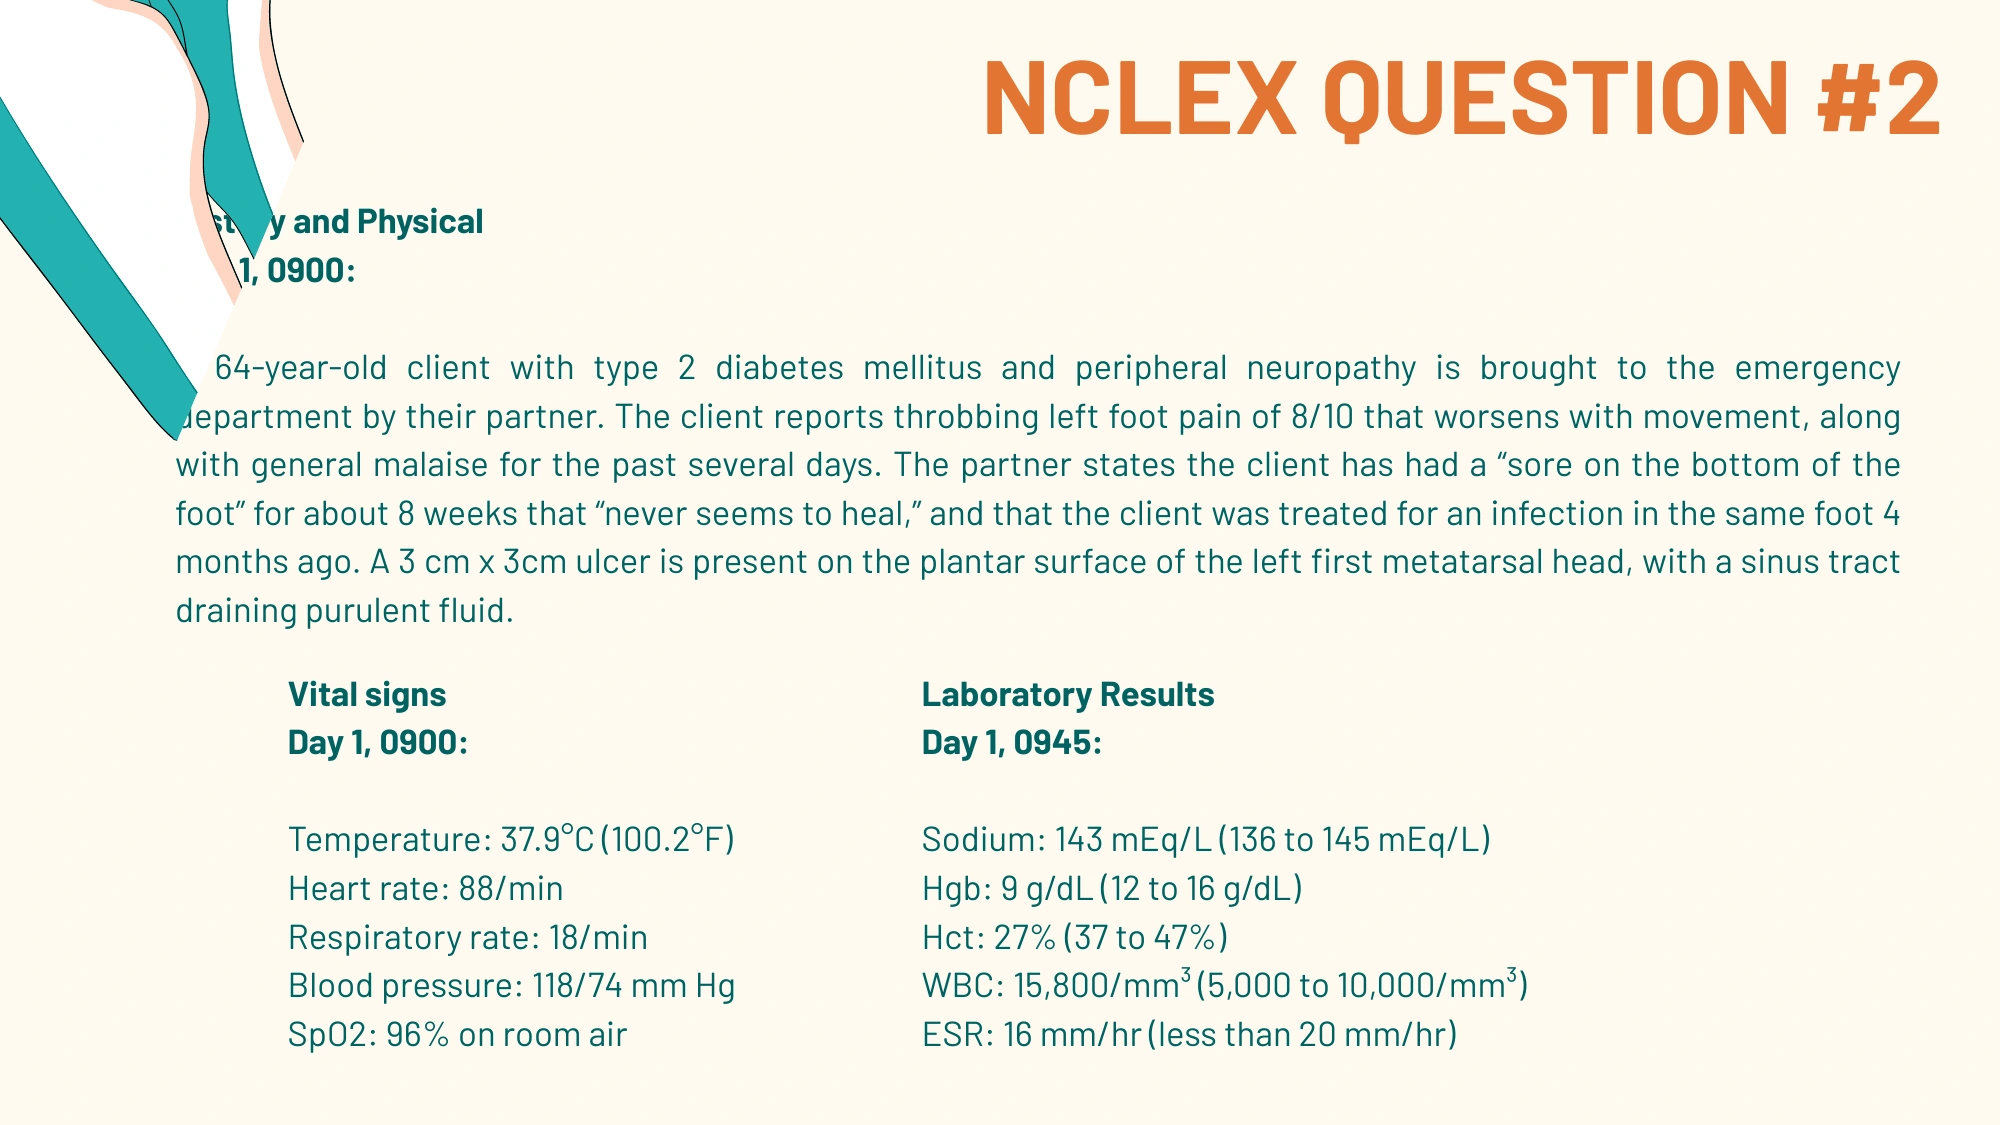 NCLEX QUESTION #2
and Physical
1, 0900:
64-year-old client with type 2 diabetes mellitus and peripheral neuropathy is brought to the emergency
department by their partner. The client reports throbbing left foot pain of 8/10 that worsens with movement, along
with general malaise for the past several days. The partner states the client has had a “sore on the bottom of the
foot” for about 8 weeks that “never seems to heal,” and that the client was treated for an infection in the same foot 4
months ago. A 3 cm x 3cm ulcer is present on the plantar surface of the left first metatarsal head, with a sinus tract
draining purulent fluid.
Vital signs
Day 1, 0900:
Temperature: 37.9°C (100.2°F)
Heart rate: 88/min
Respiratory rate: 18/min
Blood pressure: 118/74 mm Hg
SpO2: 96% on room air
Laboratory Results
Day 1, 0945:
Sodium: 143 mEq/L (136 to 145 mEq/L)
Hgb: 9 g/dL (12 to 16 g/dL)
Hct: 27% (37 to 47%)
WBC: 15,800/mm³ (5,000 to 10,000/mm³)
ESR: 16 mm/hr (less than 20 mm/hr)